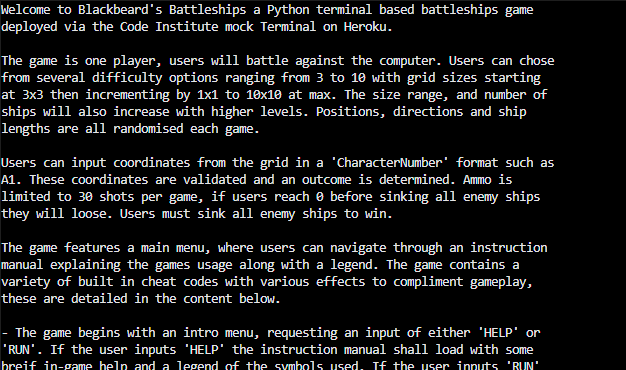 Welcome to Blackbeard's Battleships a Python terminal based battleships game
deployed via the Code Institute mock Terminal on Heroku.
The game is one player, users will battle against the computer. Users can chose
from several difficulty options ranging from 3 to 10 with grid sizes starting
at 3x3 then incrementing by 1x1 to 10x10 at max. The size range, and number of
ships will also increase with higher levels. Positions, directions and ship
lengths are all randomised each game.
Users can input coordinates from the grid in a 'CharacterNumber' format such as
A1. These coordinates are validated and an outcome is determined. Ammo is
limited to 30 shots per game, if users reach 0 before sinking all enemy ships
they will loose. Users must sink all enemy ships to win.
The game features a main menu, where users can navigate through an instruction
manual explaining the games usage along with a legend. The game contains a
variety of built in cheat codes with various effects to compliment gameplay,
these are detailed in the content below.
- The game begins with an intro menu, requesting an input of either 'HELP' or
'RUN'. If the user inputs 'HELP' the instruction manual shall load with some
breif in-game help and a legend of the symbols used. If the user inputs 'RUN'